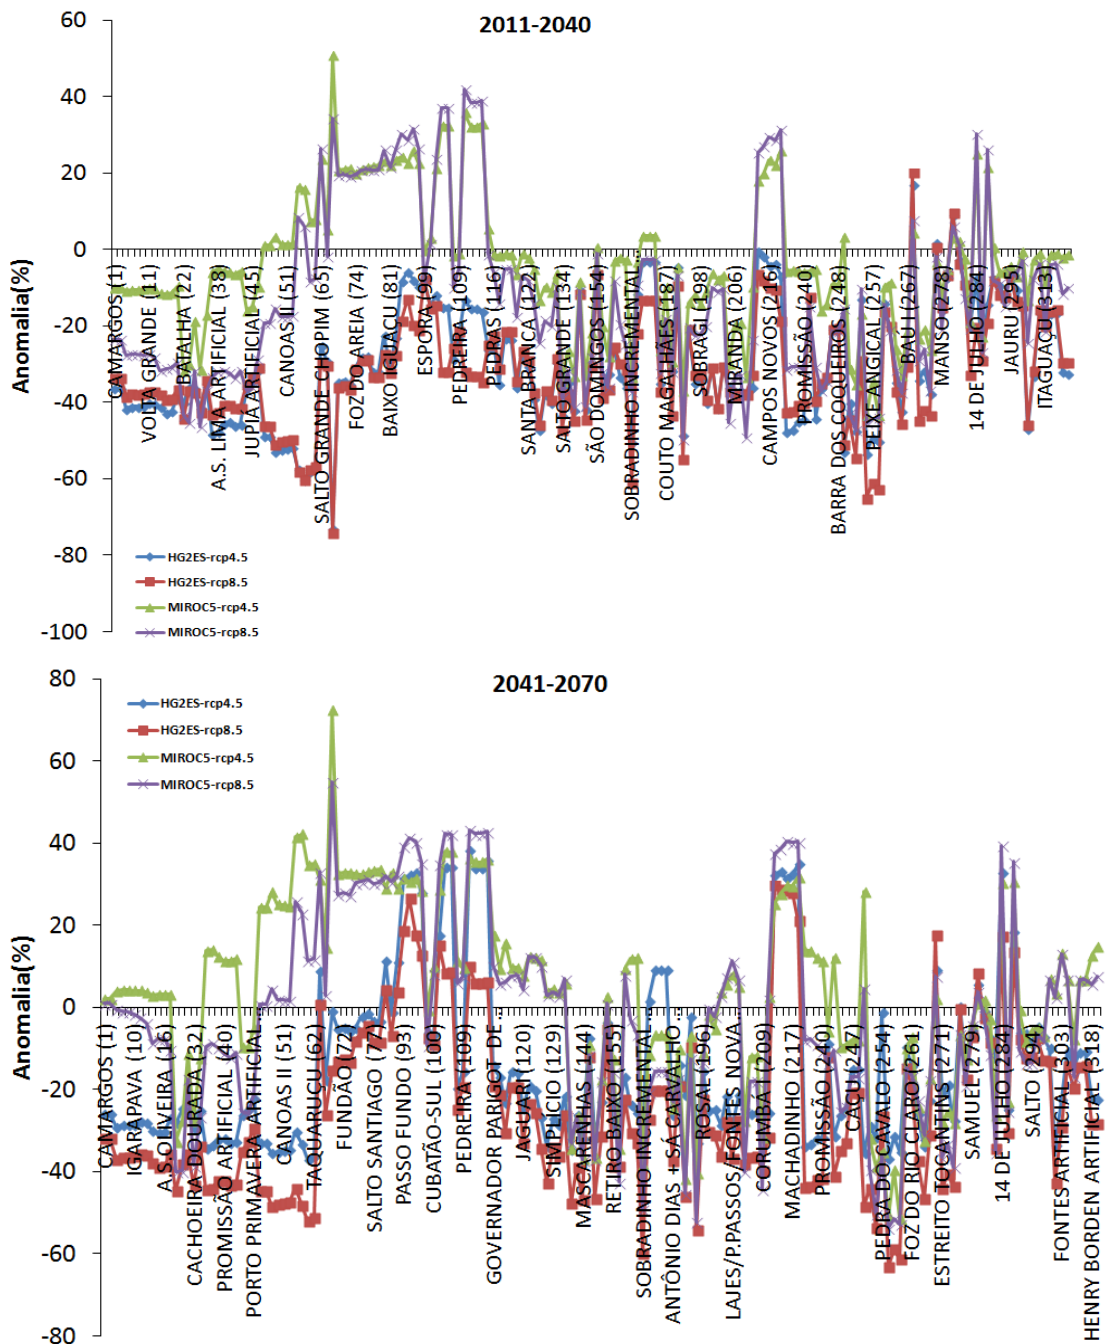 2011-2040
60
40
20
0
-20
-40
-60
-80
-100
Anomalia(%)
CAMARGOS (1)
VOLTA GRANDE (11)
BATALHA (22)
A.S. LIMA ARTIFICIAL (38)
JUPIÁ ARTIFICIAL (45)
CANOAS II (51)
SALTO GRANDE CHOPIM (65)
FOZ DO AREIA (74)
BAIXO IGUAÇU (81)
ESPORA (99)
PEDREIRA (109)
PEDRAS (116)
SANTA BRANCA (122)
SALTO GRANDE (134)
SÃO DOMINGOS (154)
SOBRADINHO INCREMENTAL...
COUTO MAGALHÃES (187)
SOBRAGI (198)
MIRANDA (206)
CAMPOS NOVOS (216)
PROMISSÃO (240)
BARRA DOS COQUEIROS (248)
PEIXE ANGICAL (257)
BAU I (267)
MANSO (278)
14 DE JULHO (284)
JAURU (295)
ITAGUAÇU (313)
HG2ES-rcp4.5
HG2ES-rcp8.5
MIROC5-rcp4.5
MIROC5-rcp8.5
2041-2070
80
60
40
20
0
-20
-40
-60
-80
Anomalia(%)
HG2ES-rcp4.5
HG2ES-rcp8.5
MIROC5-rcp4.5
MIROC5-rcp8.5
CAMARGOS (1)
IGARAPAVA (10)
A.S.OLIVEIRA (16)
CACHOEIRA DOURADA (32)
PROMISSÃO ARTIFICIAL (40)
PORTO PRIMAVERA ARTIFICIAL...
CANOAS II (51)
TAQUARUÇU (62)
FUNDÃO (72)
SALTO SANTIAGO (77)
PASSO FUNDO (93)
CUBATÃO-SUL (100)
PEDREIRA (109)
GOVERNADOR PARGOT DE...
JAGUARI (120)
SIMPLÍCIO (129)
MASCARENHAS (144)
RETIRO BAIXO (155)
SOBRADINHO INCREMENTAL...
ANTÔNIO DIAS + SÁ CARVALHO...
ROSAL (196)
LAJES/P.PASSOS/FONTES NOVA...
CORUMBÁ I (209)
MACHADINHO (217)
PROMISSÃO (240)
CAÇU (247)
PEDRA DO CAVALO (254)
FOZ DO RIO CLARO (261)
ESTREITO TOCANTINS (271)
SAMUEL (279)
14 DE JULHO (284)
SALTO (294)
FONTES ARTIFICIAL (303)
HENRY BORDEN ARTIFICIAL (318)